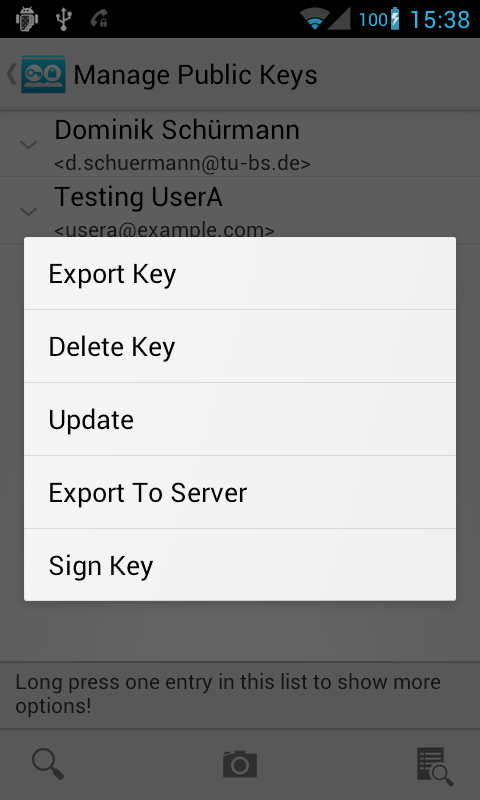 100 15:38
Manage Public Keys
Dominik Schürmann
<d.schuermann@tu-bs.de>
Testing UserA
<usera@example.com>
Export Key
Delete Key
Update
Export To Server
Sign Key
Long press one entry in this list to show more
options!